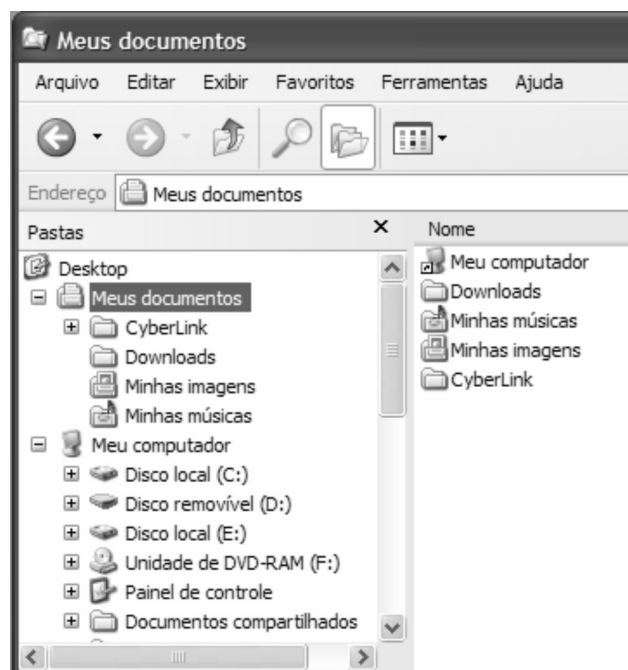 Meus documentos
Arquivo Editar Exibir Favoritos Ferramentas Ajuda
Endereço Meus documentos
Pastas
Desktop
Meus documentos
CyberLink
Downloads
Minhas imagens
Minhas músicas
Meu computador
Disco local (C:)
Disco removível (D:)
Disco local (E:)
Unidade de DVD-RAM (F:)
Painel de controle
Documentos compartilhados
Nome
Meu computador
Downloads
Minhas músicas
Minhas imagens
CyberLink